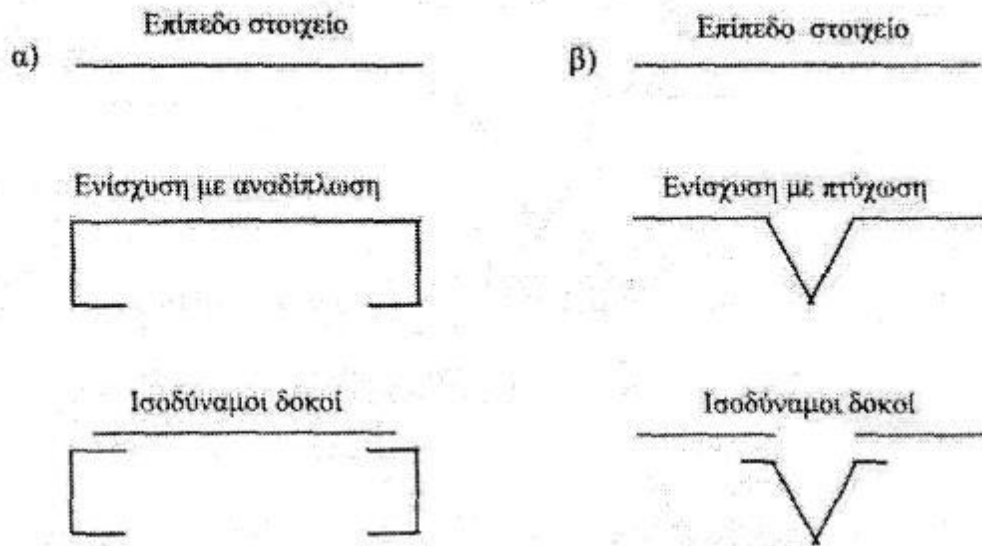 Επίπεδο στοιχείο
α)
Ενίσχυση με αναδίπλωση
Ισοδύναμοι δοκοί
Επίπεδο στοιχείο
β)
Ενίσχυση με πτύχωση
Ισοδύναμοι δοκοί